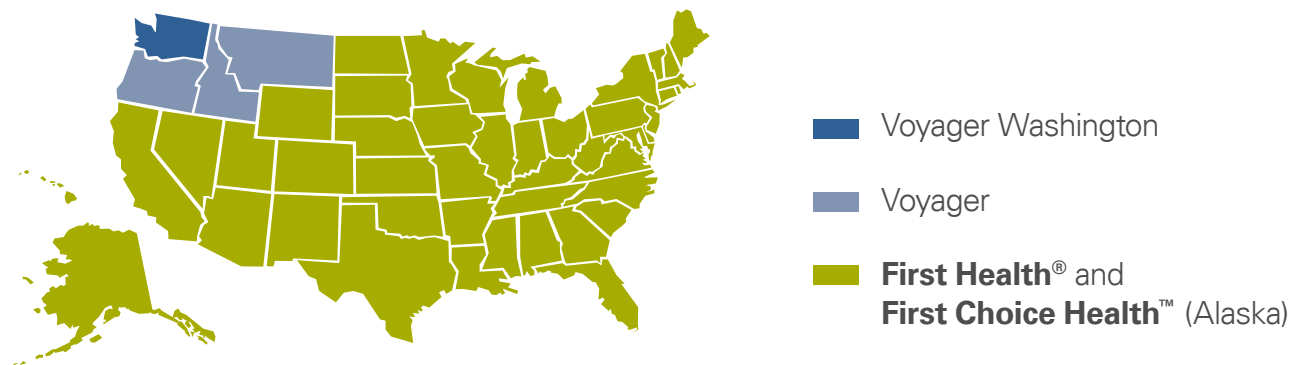 Voyager Washington
Voyager
First Health® and
First Choice Health™ (Alaska)